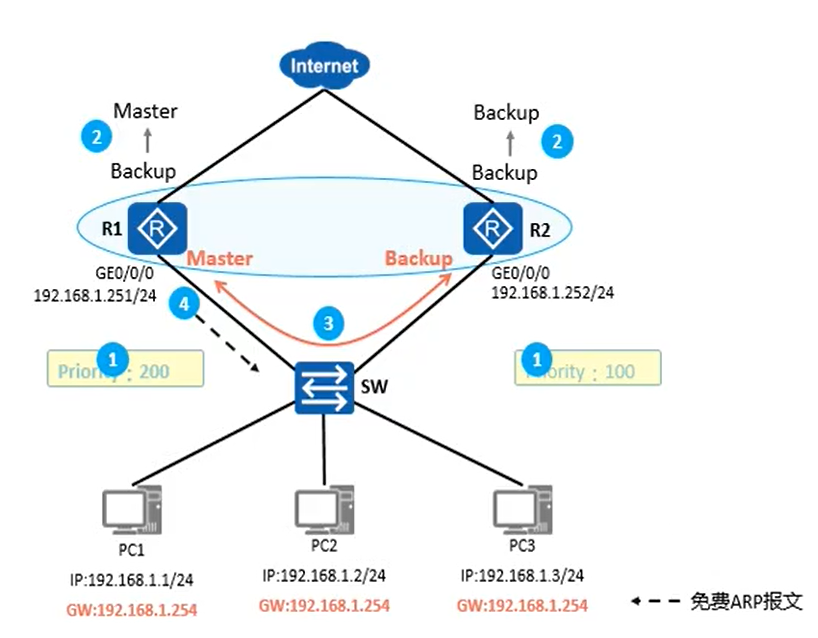 Internet
Master
Backup
2
2
Backup
Backup
R1
R
R
R2
Master
Backup
GE0/0/0
GE0/0/0
192.168.1.251/24
192.168.1.252/24
4
3
1
1
：200
：100
SW
PC1
PC2
PC3
IP:192.168.1.1/24
IP:192.168.1.2/24
IP:192.168.1.3/24
GW:192.168.1.254
GW:192.168.1.254
GW:192.168.1.254
免费ARP报文